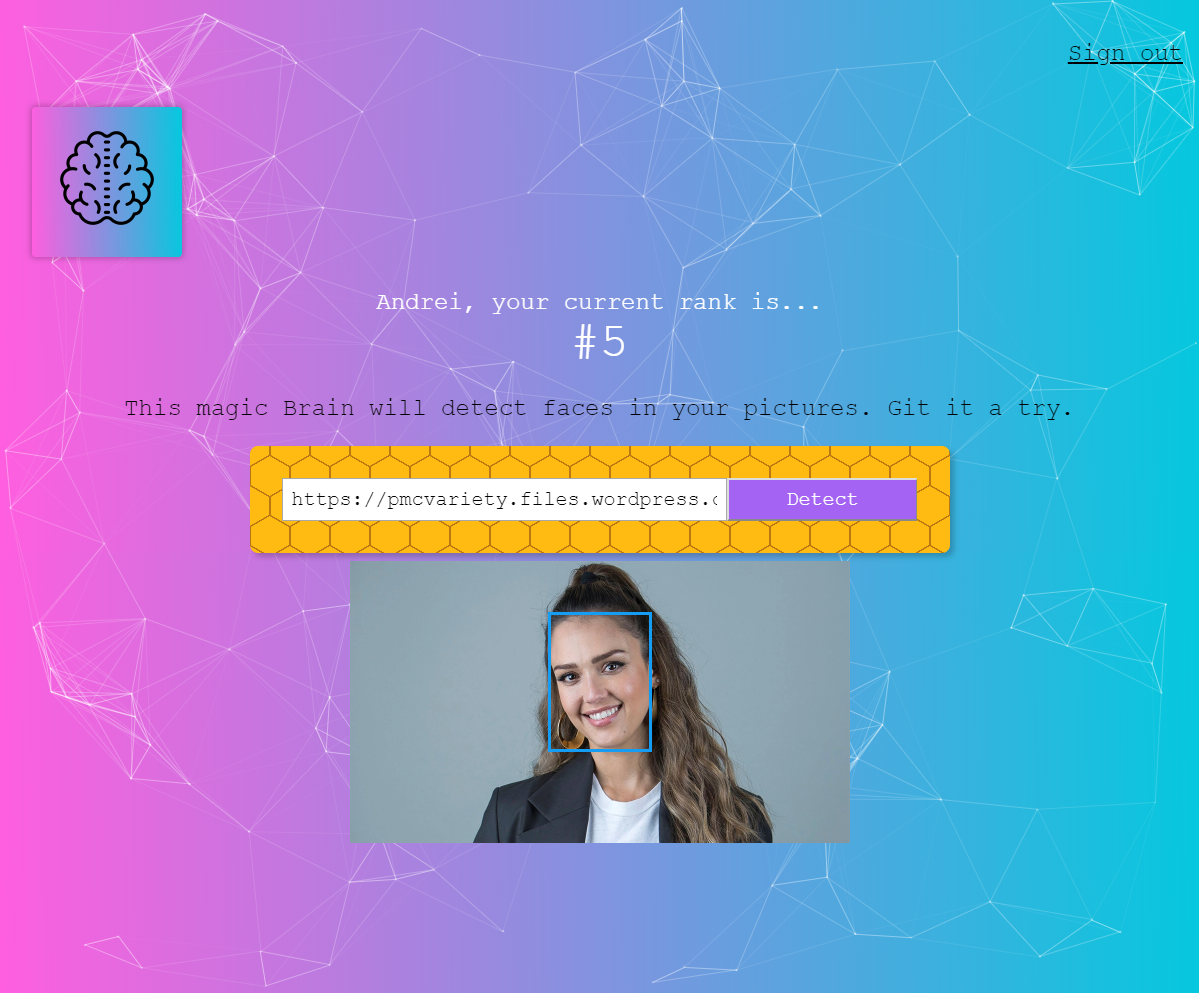 Sign out
Andrei, your current rank is...
#5
This magic Brain will detect faces in your pictures. Git it a try.
https://pmcvariety.files.wordpress.c
Detect